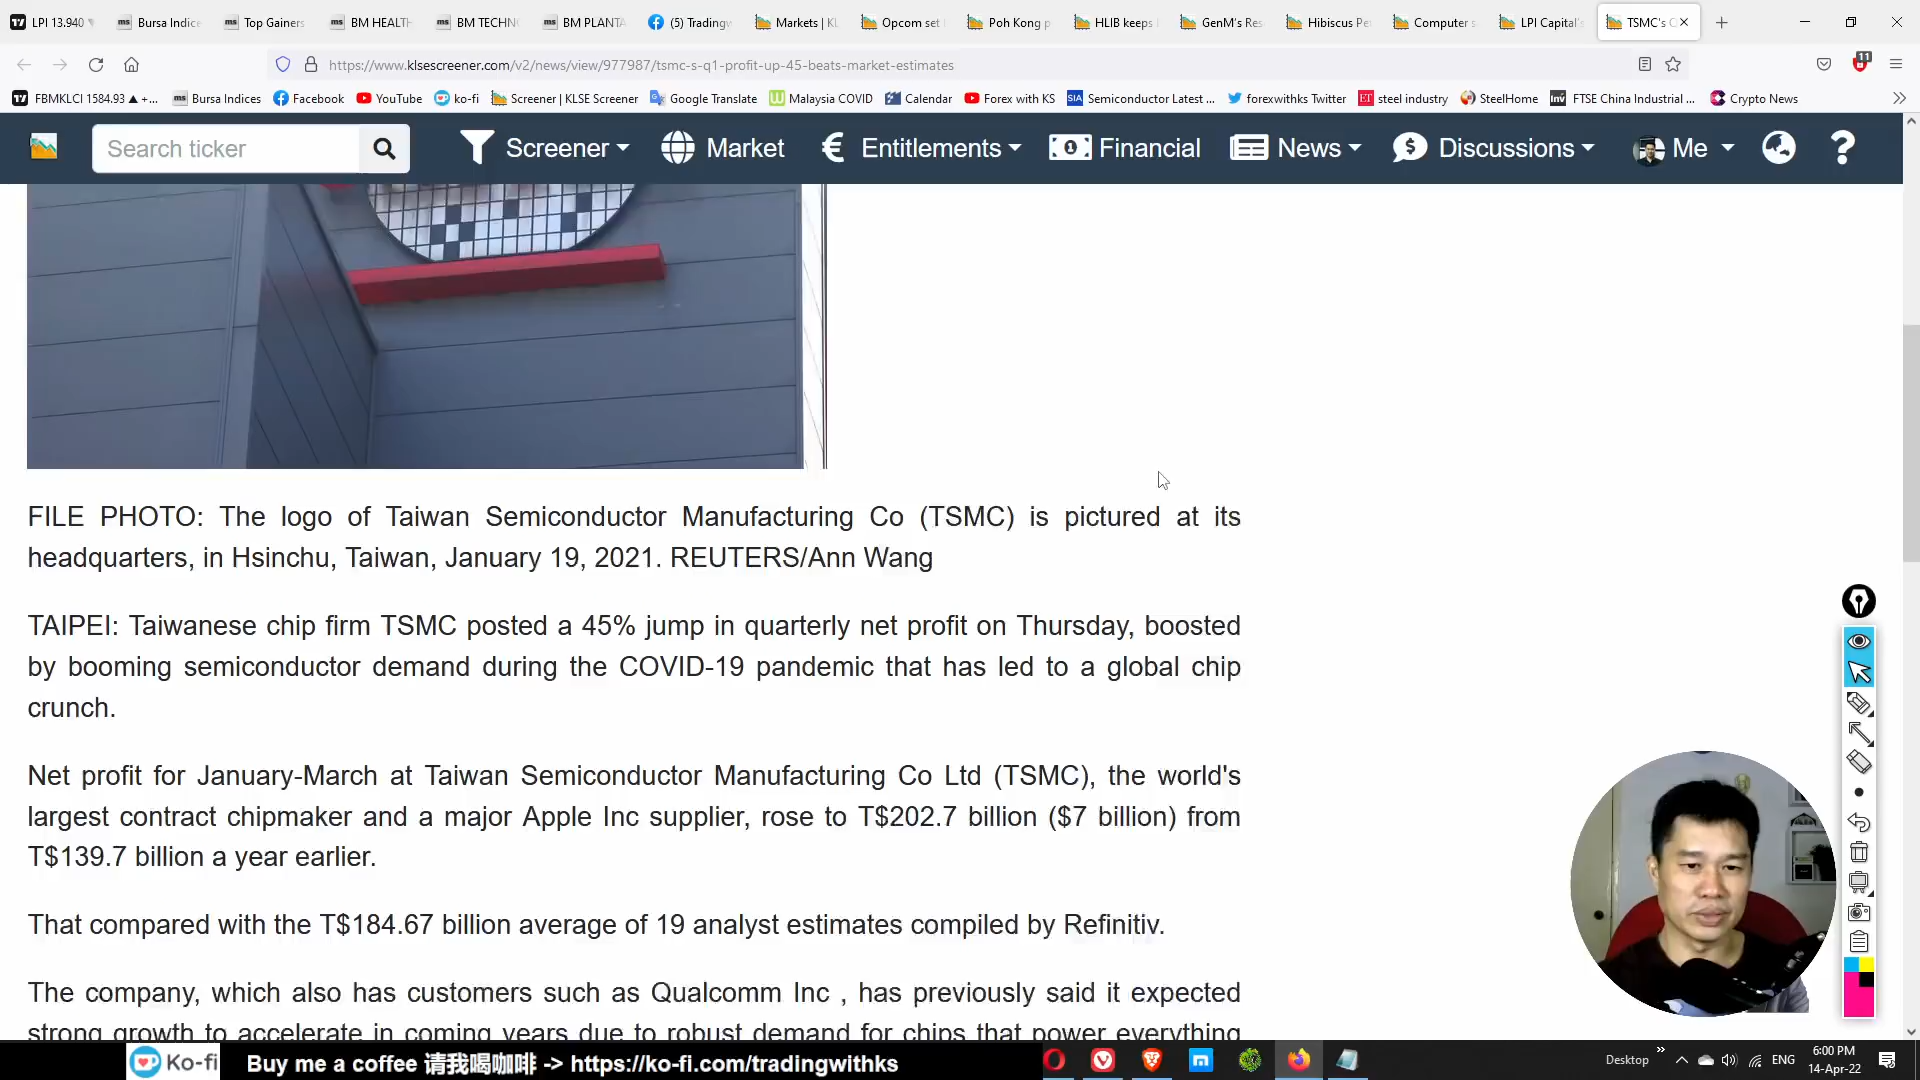 LPI 13.940
Bursa Indice
Top Gainers
BM HEALTH
BM TECHN
BM PLANTA
(5) Tradingv
Markets | KL
Opcom set
Poh Kong p
HLIB keeps
GenM's Res
Hibiscus Pe
Computer s
LPI Capital's
TSMC's
https://www.klsescreener.com/v2/news/view/977987/tsmc-s-q1-profit-up-45-beats-market-estimates
11
FBMKLCI 1584.93 ▲ +...
Bursa Indices
Facebook
YouTube
ko-fi
Screener | KLSE Screener
Google Translate
Malaysia COVID
Calendar
Forex with KS
SIA Semiconductor Latest ...
forexwithks Twitter
ET steel industry
SteelHome
Inv FTSE China Industrial ...
Crypto News
Search ticker
Screener
Market
Entitlements
Financial
News
Discussions
Me
FILE PHOTO: The logo of Taiwan Semiconductor Manufacturing Co (TSMC) is pictured at its
headquarters, in Hsinchu, Taiwan, January 19, 2021. REUTERS/Ann Wang
TAIPEI: Taiwanese chip firm TSMC posted a 45% jump in quarterly net profit on Thursday, boosted
by booming semiconductor demand during the COVID-19 pandemic that has led to a global chip
crunch.
Net profit for January-March at Taiwan Semiconductor Manufacturing Co Ltd (TSMC), the world's
largest contract chipmaker and a major Apple Inc supplier, rose to T$202.7 billion ($7 billion) from
T$139.7 billion a year earlier.
That compared with the T$184.67 billion average of 19 analyst estimates compiled by Refinitiv.
The company, which also has customers such as Qualcomm Inc , has previously said it expected
strong growth to accelerate in coming years due to robust demand for chips that power everything
Ko-fi
Buy me a coffee 请我喝咖啡 -> https://ko-fi.com/tradingwithks
Desktop
ENG
6:00 PM
14-Apr-22